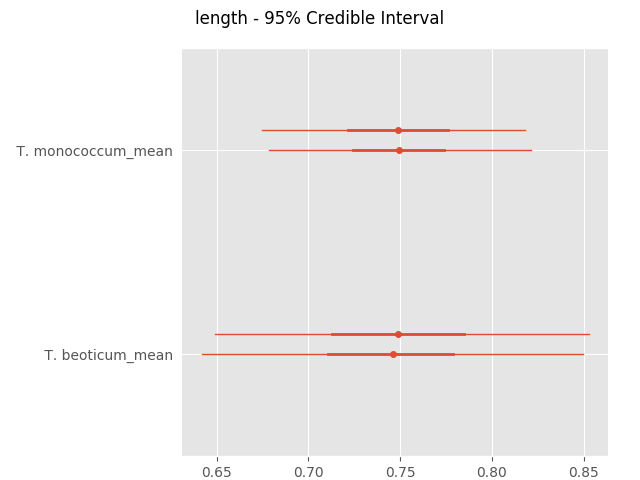 length - 95% Credible Interval
T. monococcum_mean
T. beoticum_mean
0.65 0.70 0.75 0.80 0.85